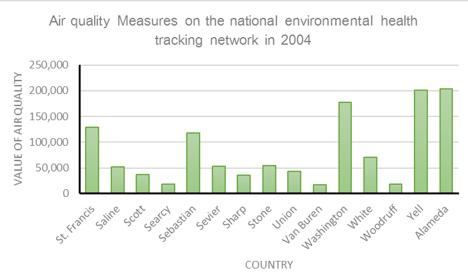 Air quality Measures on the national environmental health
tracking network in 2004
VALUE OF AIR QUALITY
250,000
200,000
150,000
100,000
50,000
0
St. Francis
Saline
Scott
Searcy
Sebastian
Sevier
Sharp
Stone
Union
Van Buren
Washington
White
Woodruff
Yell
Alameda
COUNTRY